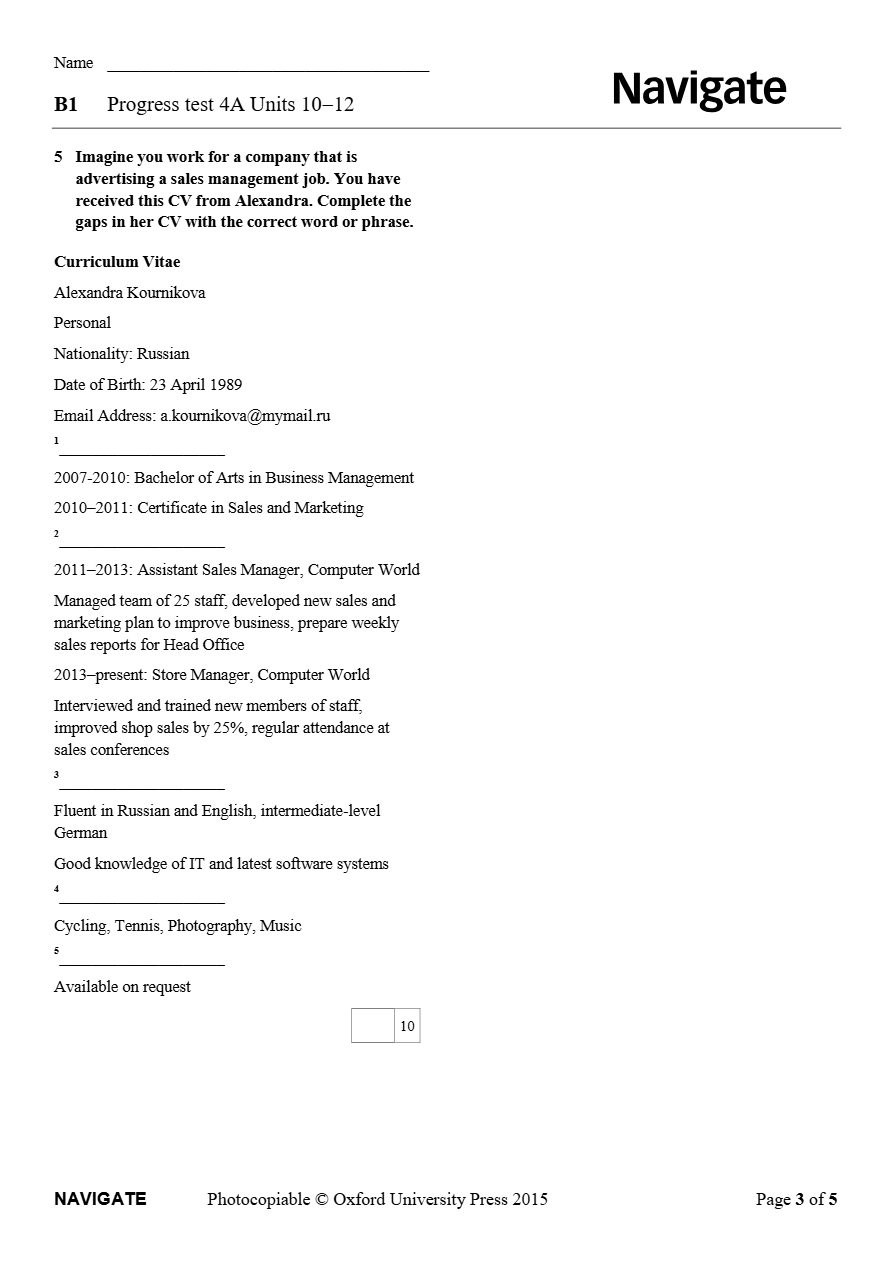 Name ____________________________________
Navigate
B1 Progress test 4A Units 10–12
5 Imagine you work for a company that is
advertising a sales management job. You have
received this CV from Alexandra. Complete the
gaps in her CV with the correct word or phrase.
Curriculum Vitae
Alexandra Kournikova
Personal
Nationality: Russian
Date of Birth: 23 April 1989
Email Address: a.kournikova@mymail.ru
1____________________
2007-2010: Bachelor of Arts in Business Management
2010–2011: Certificate in Sales and Marketing
2____________________
2011–2013: Assistant Sales Manager, Computer World
Managed team of 25 staff, developed new sales and
marketing plan to improve business, prepare weekly
sales reports for Head Office
2013–present: Store Manager, Computer World
Interviewed and trained new members of staff,
improved shop sales by 25%, regular attendance at
sales conferences
3____________________
Fluent in Russian and English, intermediate-level
German
Good knowledge of IT and latest software systems
4____________________
Cycling, Tennis, Photography, Music
5____________________
Available on request
10
NAVIGATE Photocopiable © Oxford University Press 2015 Page 3 of 5